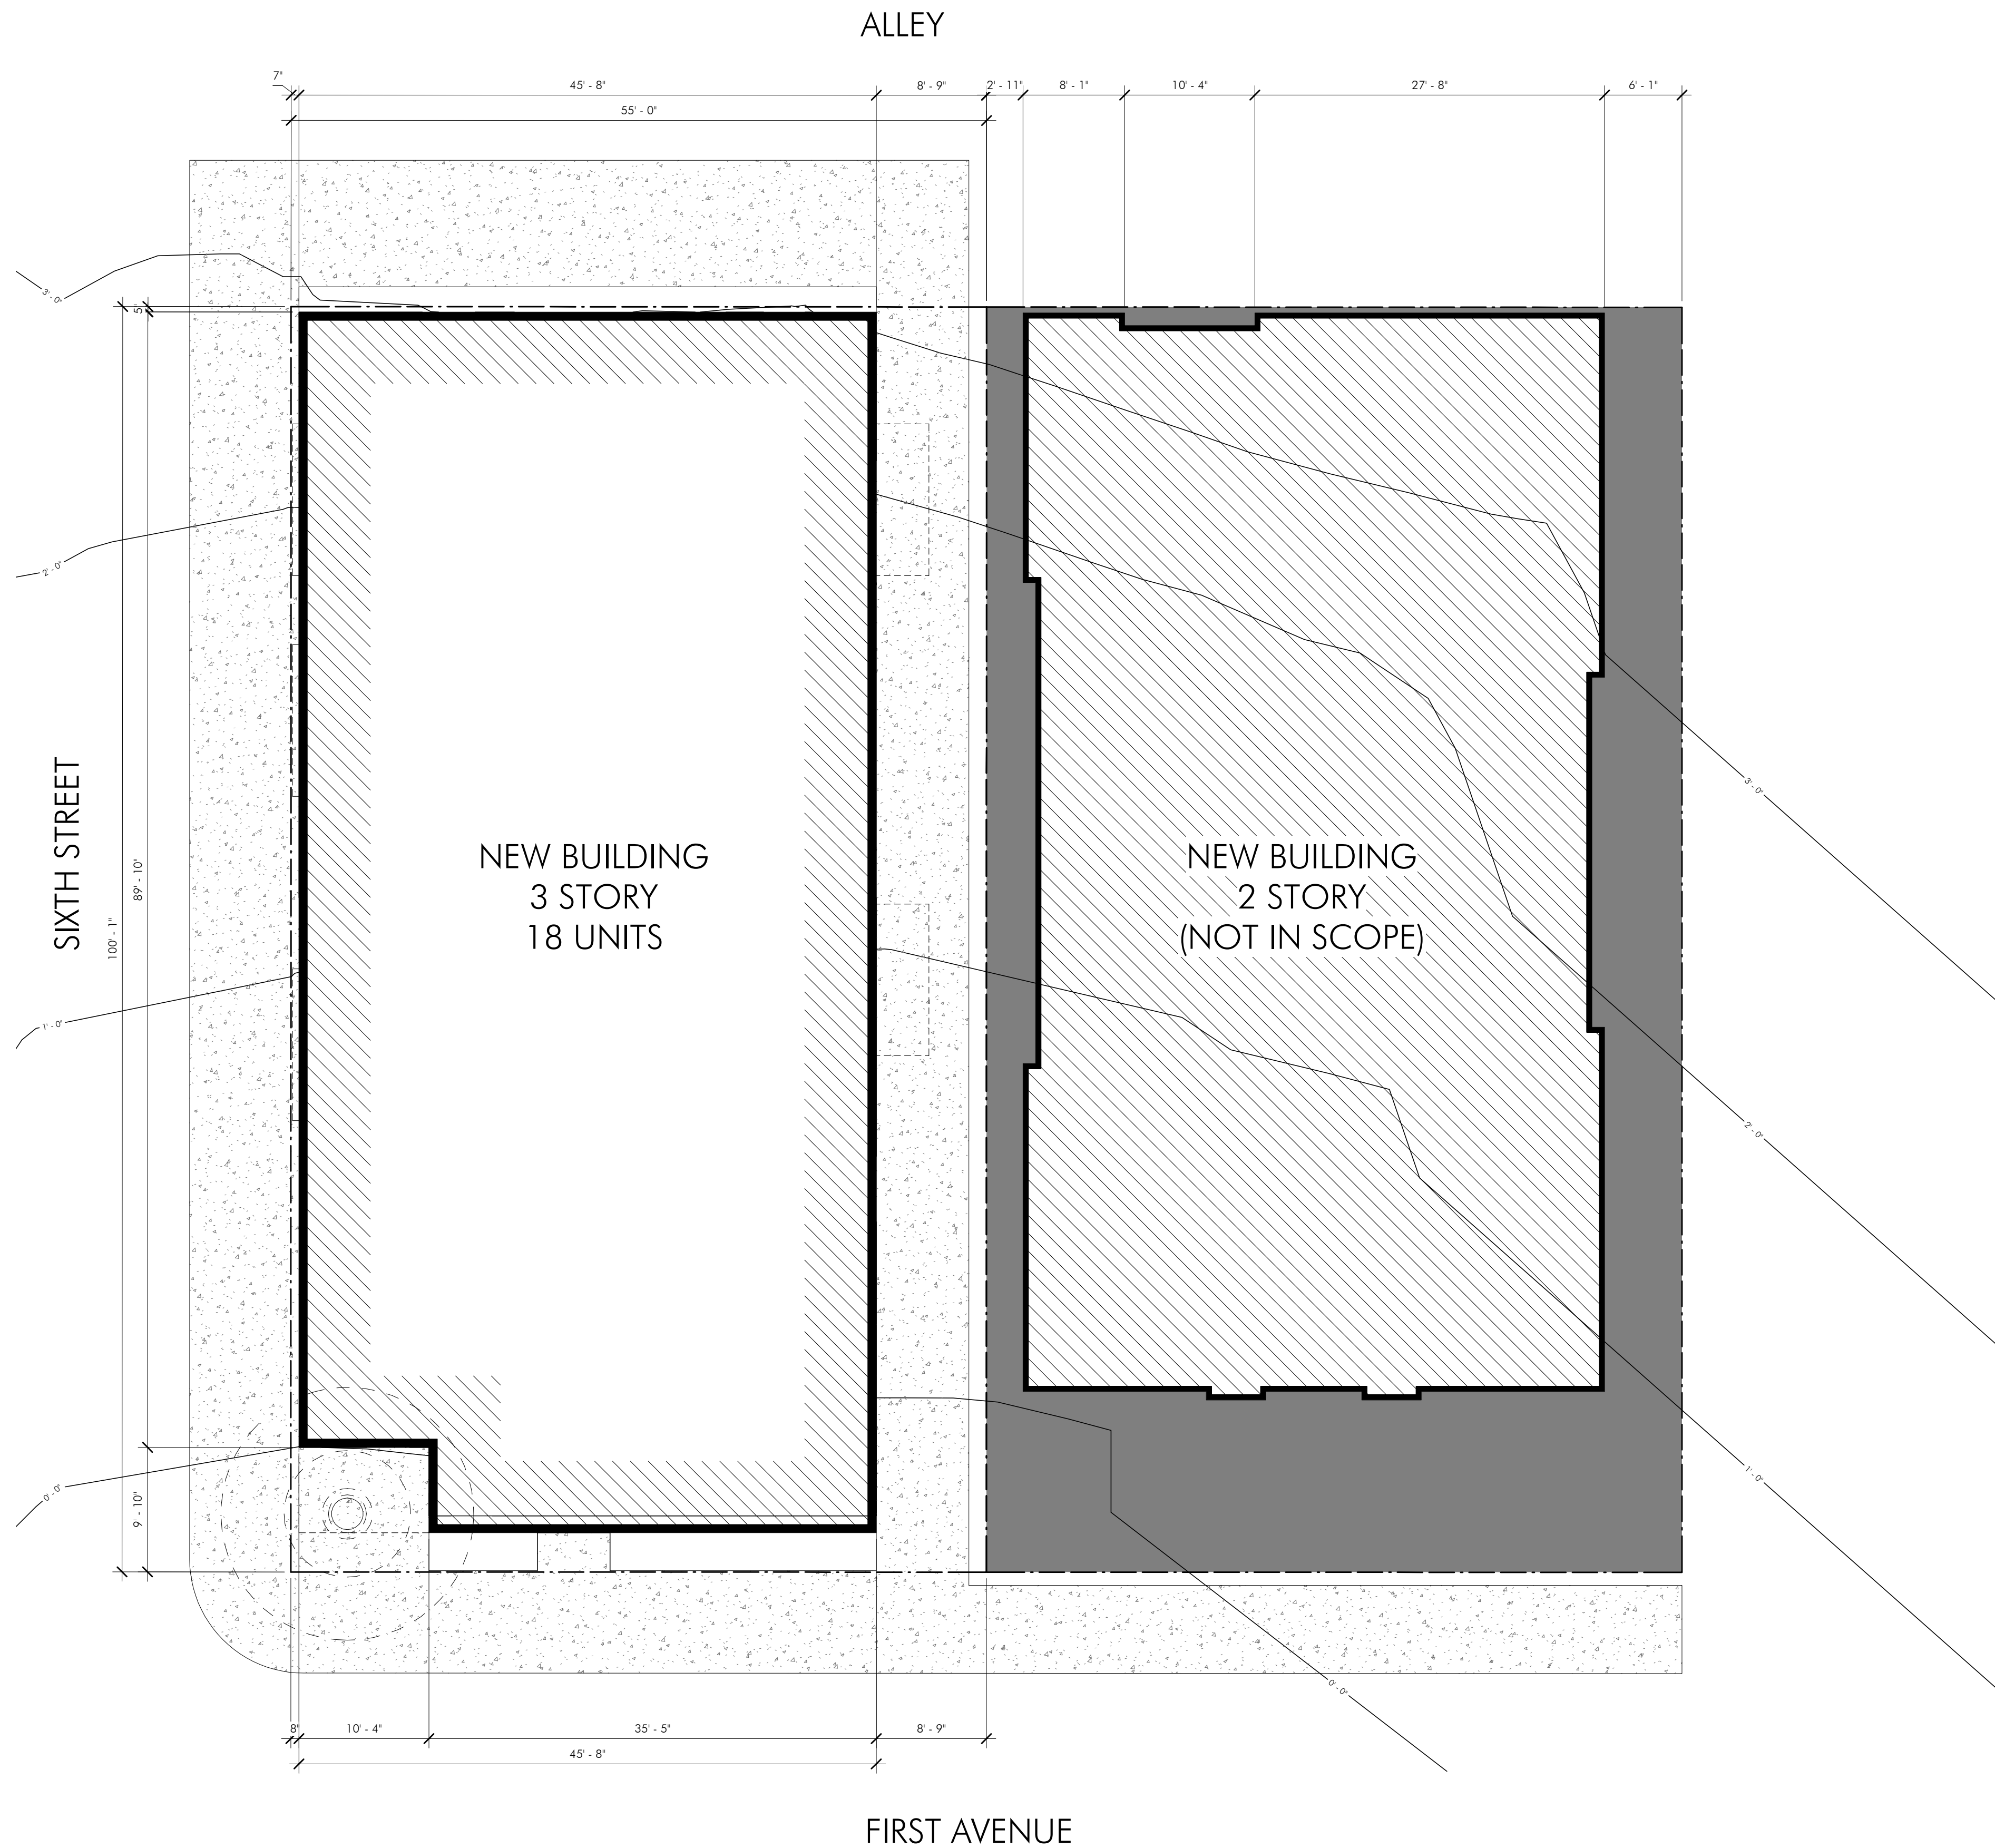 ALLEY
7"
45' - 8"
8' - 9"
2' - 11"
8' - 1"
10' - 4"
27' - 8"
6' - 1"
55' - 0"
3' - 0"
5"
2' - 0"
SIXTH STREET
100' - 1"
89' - 10"
NEW BUILDING
3 STORY
18 UNITS
NEW BUILDING
2 STORY
(NOT IN SCOPE)
3' - 0"
1' - 0"
2' - 0"
0' - 0"
9' - 10"
1' - 0"
0' - 0"
8"
10' - 4"
35' - 5"
8' - 9"
45' - 8"
FIRST AVENUE